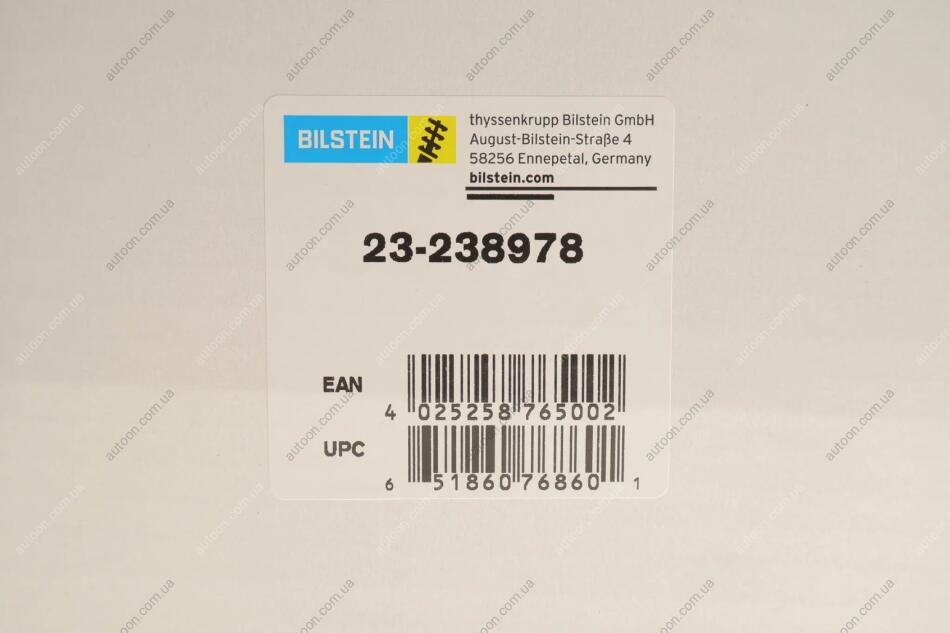 BILSTEIN
thyssenkrupp Bilstein GmbH
August-Bilstein-Straße 4
58256 Ennepetal, Germany
bilstein.com
23-238978
EAN
4 025258 765002
UPC
6 51860 76860 1
autoon.com.ua